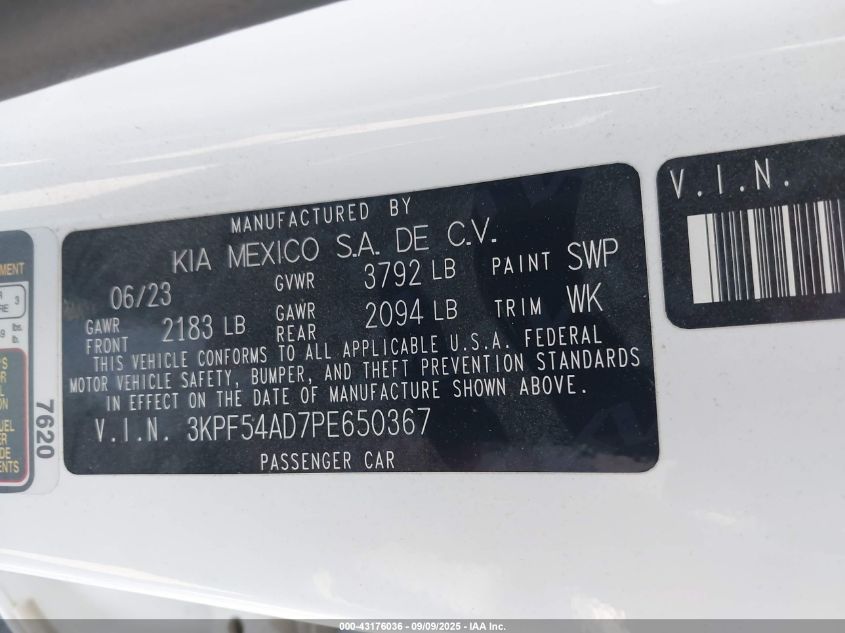 MANUFACTURED BY
KIA MEXICO S.A. DE C.V.
06/23 GVWR 3792 LB PAINT SWP
GAWR FRONT 2183 LB GAWR REAR 2094 LB TRIM WK
THIS VEHICLE CONFORMS TO ALL APPLICABLE U.S.A. FEDERAL
MOTOR VEHICLE SAFETY, BUMPER, AND THEFT PREVENTION STANDARDS
IN EFFECT ON THE DATE OF MANUFACTURE SHOWN ABOVE.
V.I.N. 3KPF54AD7PE650367
PASSENGER CAR
V.I.N.
7620
000-43176036 - 09/09/2025 - IAA Inc.